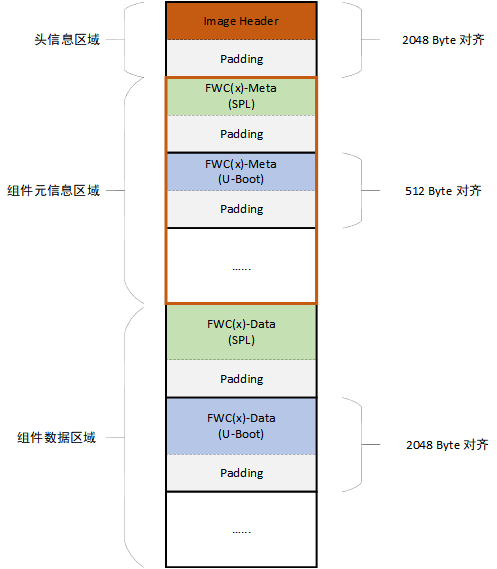 头信息区域
Image Header
Padding
2048 Byte 对齐
组件元信息区域
FWC(x)-Meta
(SPL)
Padding
FWC(x)-Meta
(U-Boot)
Padding
512 Byte 对齐
......
组件数据区域
FWC(x)-Data
(SPL)
Padding
FWC(x)-Data
(U-Boot)
Padding
2048 Byte 对齐
......